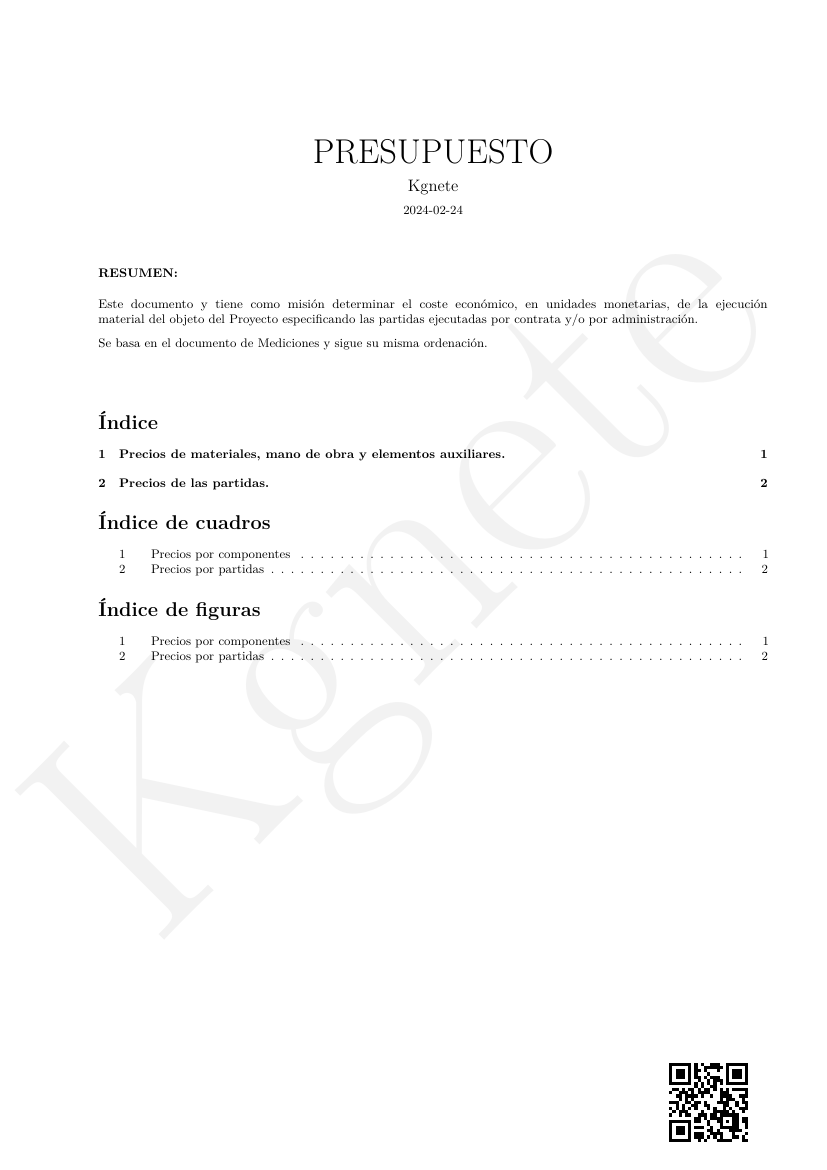 PRESUPUESTO
Kgnete
2024-02-24
RESUMEN:
Este documento y tiene como misión determinar el coste económico, en unidades monetarias, de la ejecución
material del objeto del Proyecto especificando las partidas ejecutadas por contrata y/o por administración.
Se basa en el documento de Mediciones y sigue su misma ordenación.
Índice
1 Precios de materiales, mano de obra y elementos auxiliares. 1
2 Precios de las partidas. 2
Índice de cuadros
1 Precios por componentes . . . . . . . . . . . . . . . . . . . . . . . . . . . . . . . . . . . . . . . . . . . . . 1
2 Precios por partidas . . . . . . . . . . . . . . . . . . . . . . . . . . . . . . . . . . . . . . . . . . . . . . . . 2
Índice de figuras
1 Precios por componentes . . . . . . . . . . . . . . . . . . . . . . . . . . . . . . . . . . . . . . . . . . . . . 1
2 Precios por partidas . . . . . . . . . . . . . . . . . . . . . . . . . . . . . . . . . . . . . . . . . . . . . . . . 2
Kgnete